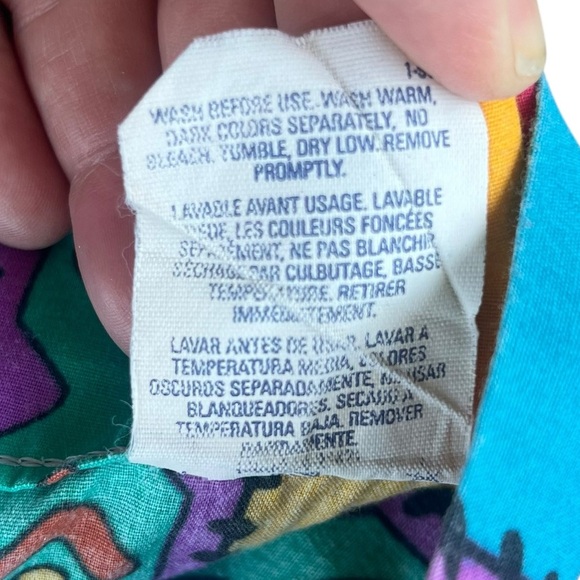 WASH BEFORE USE. WASH WARM,
DARK COLORS SEPARATELY, NO
BLEACH, TUMBLE, DRY LOW. REMOVE
PROMPTLY.
LAVABLE AVANT USAGE. LAVABLE
LES COULEURS FONCÉES
SEPARÉMENT, NE PAS BLANCHIR
SECHAGE PAR CULBUTAGE, BASSE
TEMPERATURE. RETIRER
IMMEDIATEMENT.
LAVAR ANTES DE USAR. LAVAR A
TEMPERATURA MEDIA, COLORES
OSCUROS SEPARADAMENTE, NO USAR
BLANQUEADORES. SECADO A
TEMPERATURA BAJA. REMOVER